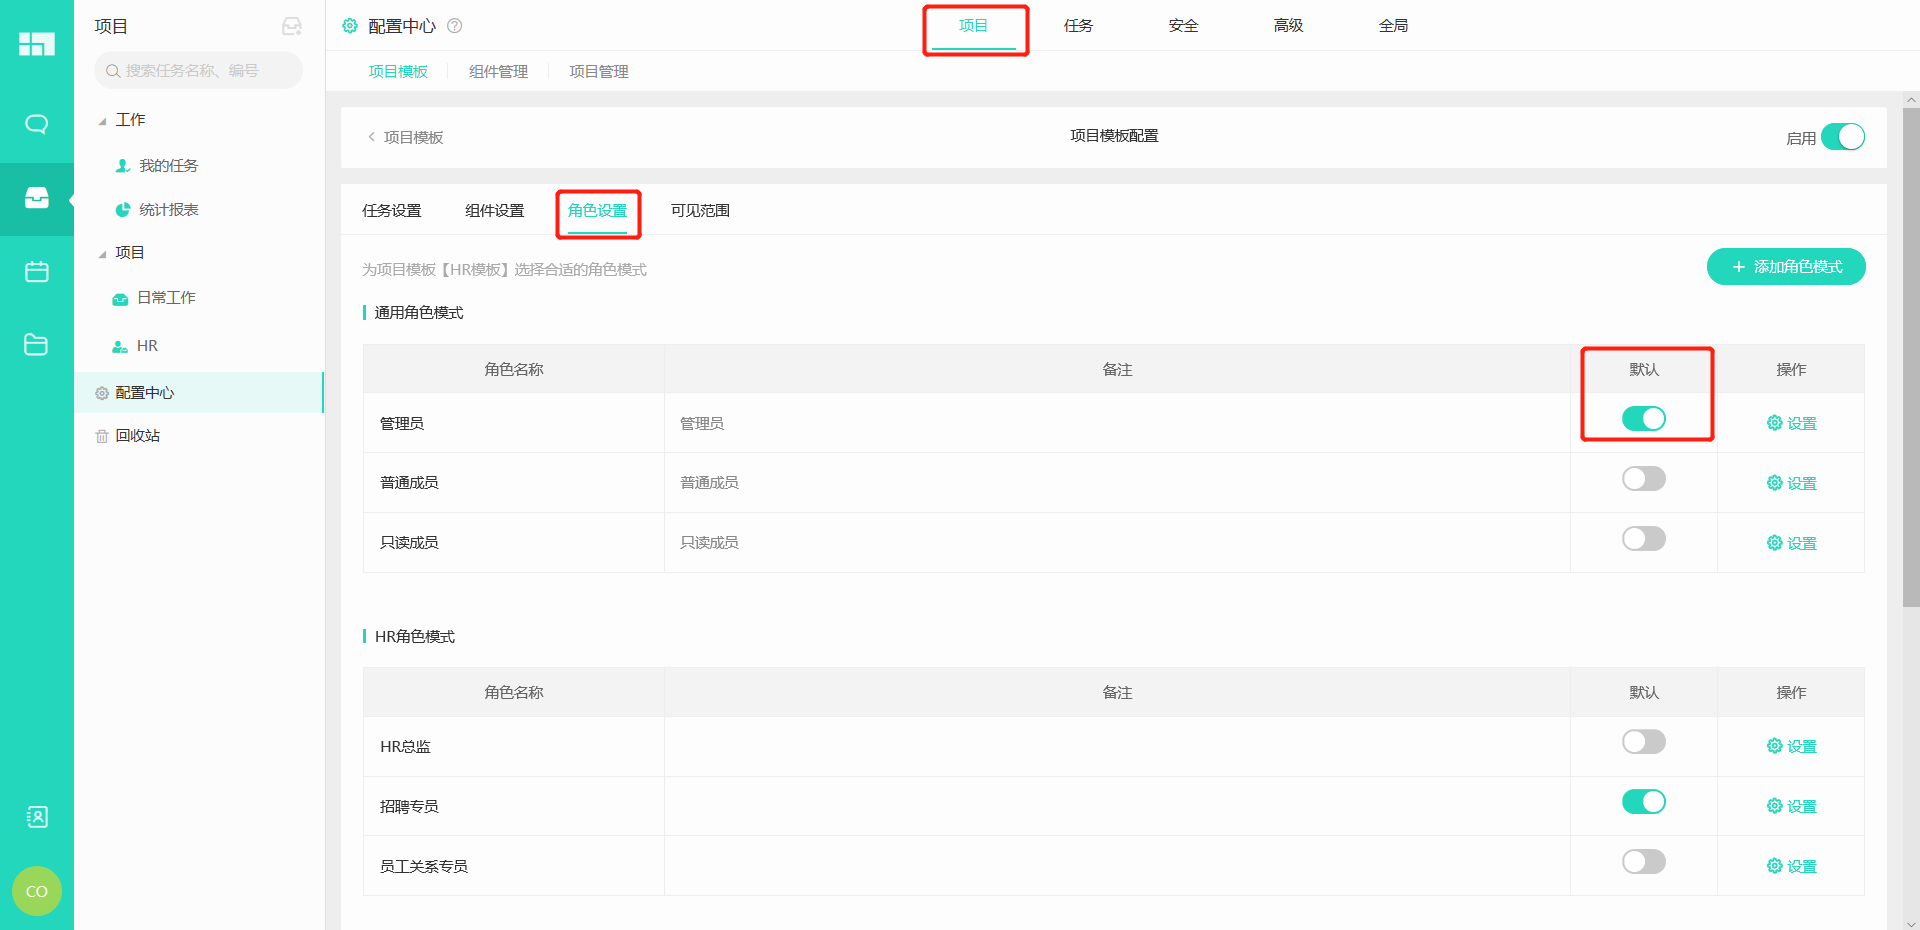 项目
搜索任务名称、编号
工作
我的任务
统计报表
项目
日常工作
HR
配置中心
回收站
CO
配置中心
项目 任务 安全 高级 全局
项目模板 组件管理 项目管理
项目模板 项目模板配置 启用
任务设置 组件设置 角色设置 可见范围
为项目模板【HR模板】选择合适的角色模式 添加角色模式
通用角色模式
角色名称 备注 默认 操作
管理员 管理员 设置
普通成员 普通成员 设置
只读成员 只读成员 设置
HR角色模式
角色名称 备注 默认 操作
HR总监 设置
招聘专员 设置
员工关系专员 设置